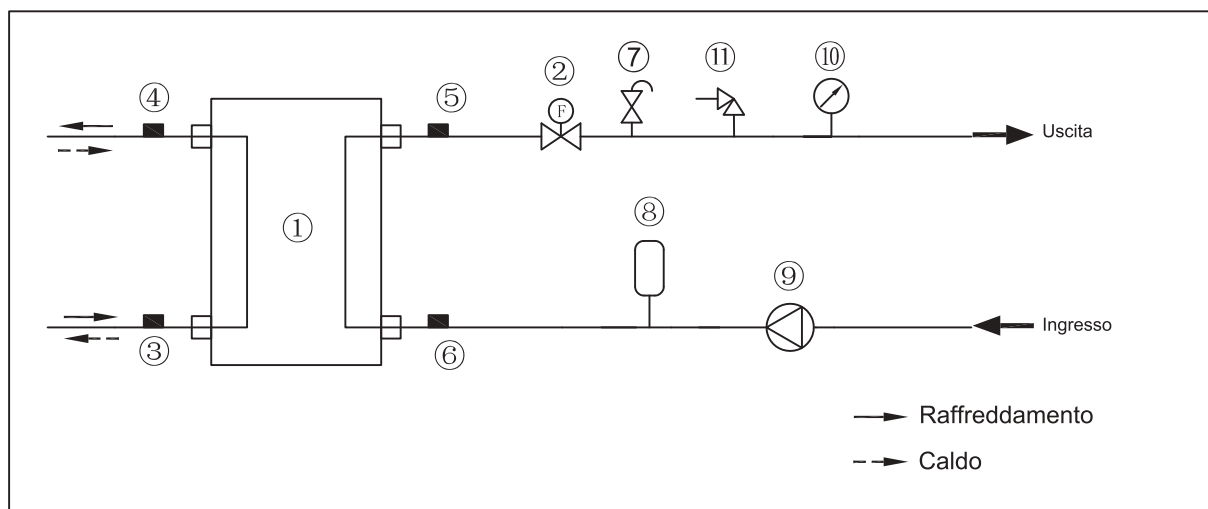 ② ⑦ ⑪ ⑩
④ ⑤
F
Uscita
①
⑧
⑨
Ingresso
③ ⑥
Raffreddamento
Caldo